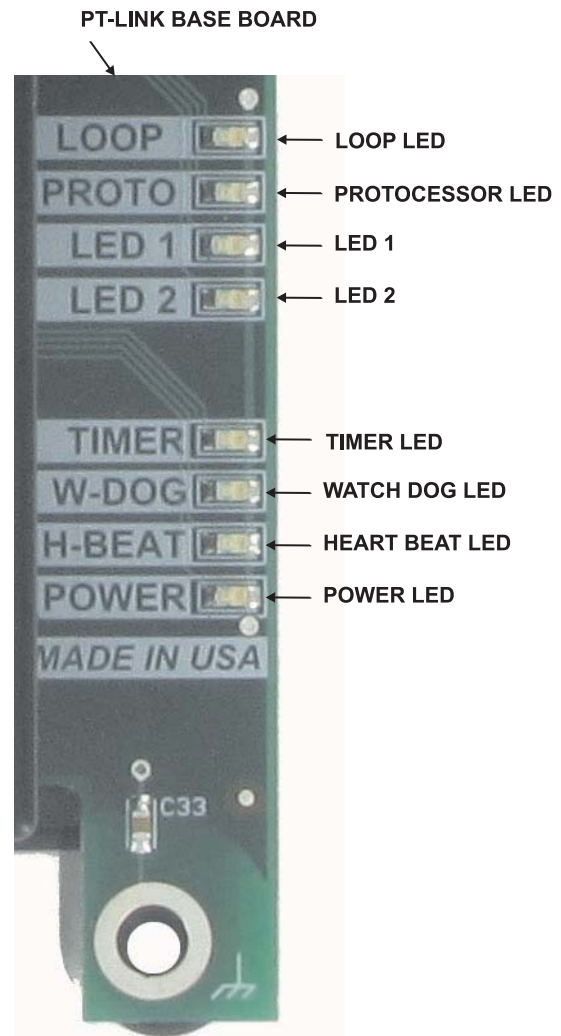 PT-LINK BASE BOARD
LOOP LOOP LED
PROTO PROTOCESSOR LED
LED 1 LED 1
LED 2 LED 2
TIMER TIMER LED
W-DOG WATCH DOG LED
H-BEAT HEART BEAT LED
POWER POWER LED
MADE IN USA
C33